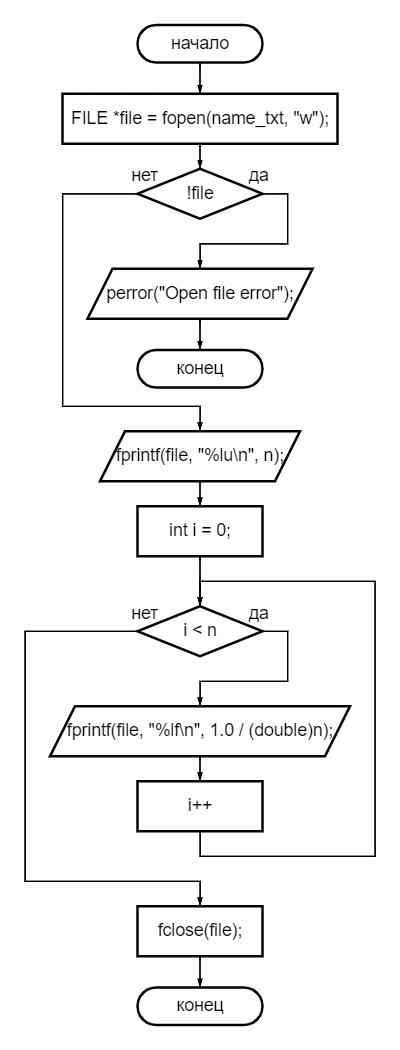 начало
FILE *file = fopen(name_txt, "w");
нет
да
!file
perror("Open file error");
конец
fprintf(file, "%lu\n", n);
int i = 0;
нет
да
i < n
fprintf(file, "%lf\n", 1.0 / (double)n);
i++
fclose(file);
конец